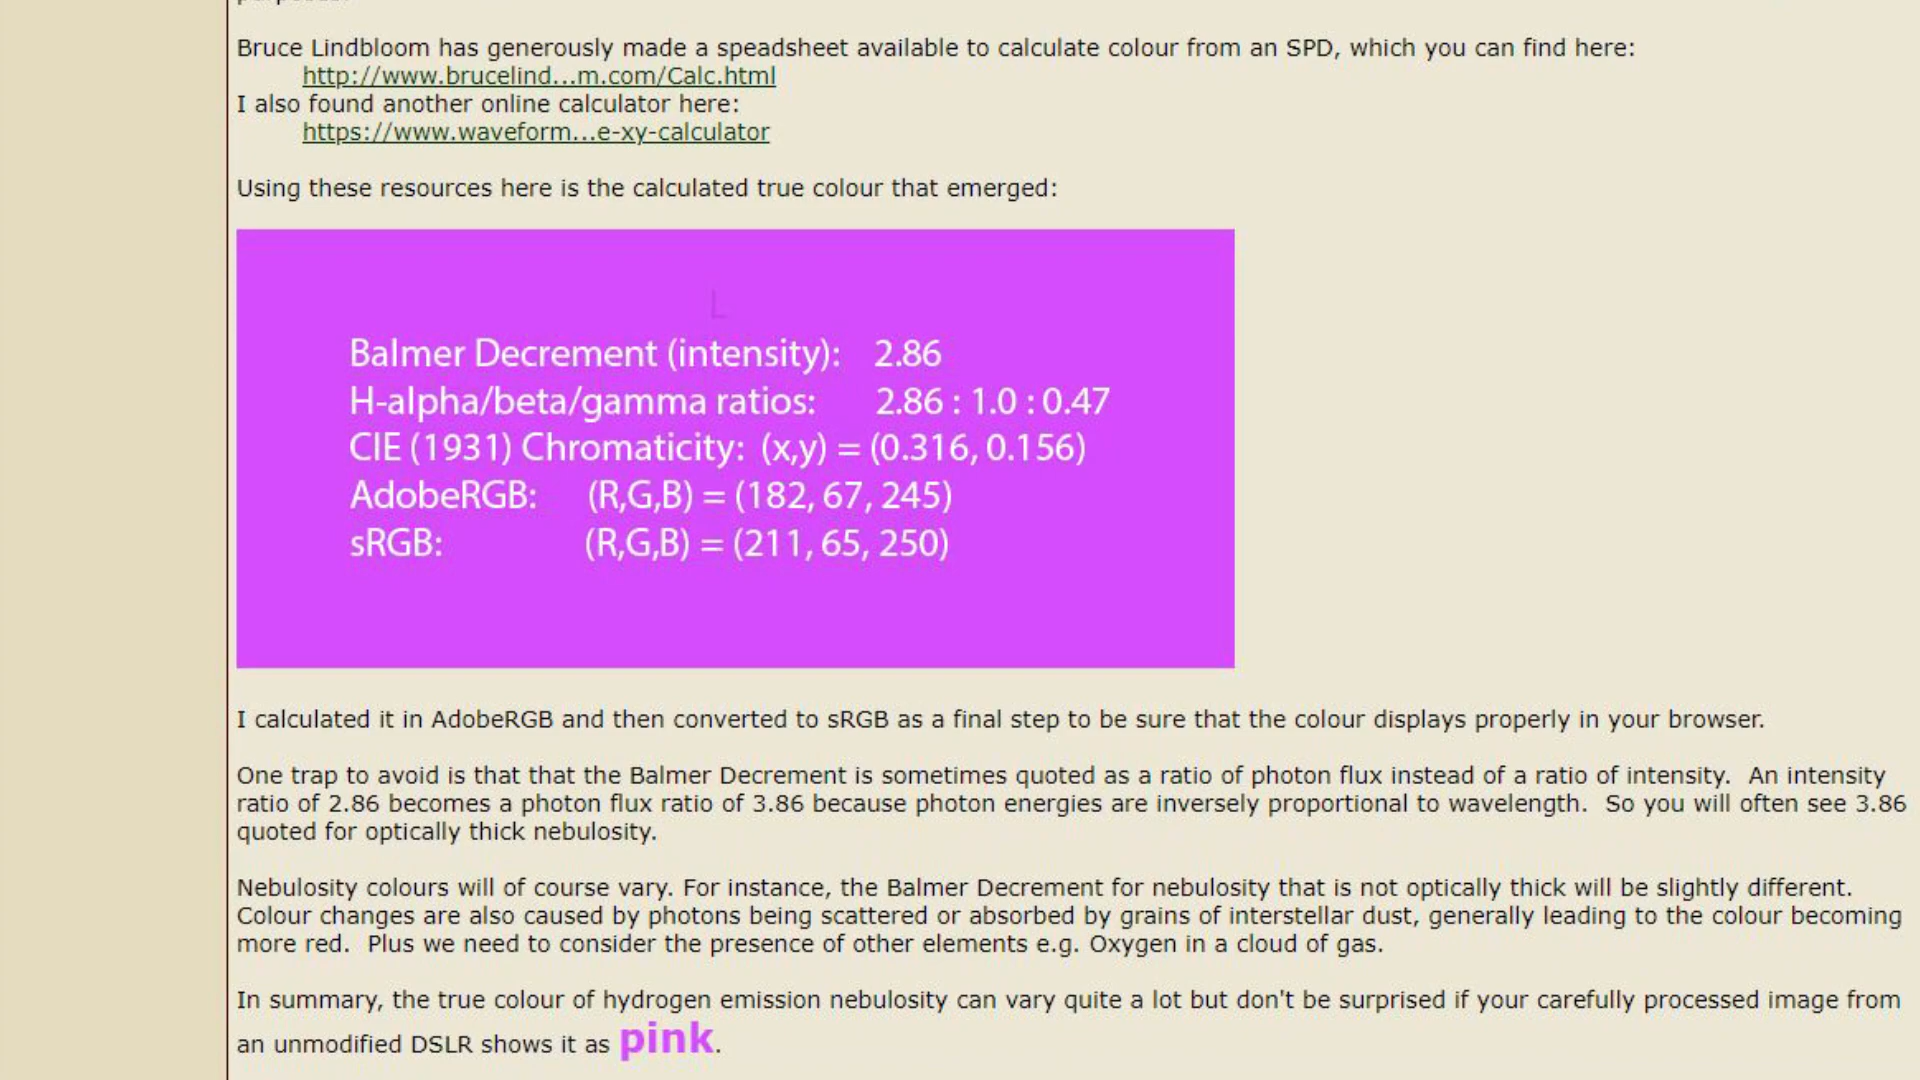 Bruce Lindbloom has generously made a speadsheet available to calculate colour from an SPD, which you can find here:
http://www.brucelind...m.com/Calc.html
I also found another online calculator here:
https://www.waveform...e-xy-calculator
Using these resources here is the calculated true colour that emerged:
L
Balmer Decrement (intensity): 2.86
H-alpha/beta/gamma ratios: 2.86 : 1.0 : 0.47
CIE (1931) Chromaticity: (x,y) = (0.316, 0.156)
AdobeRGB: (R,G,B) = (182, 67, 245)
sRGB: (R,G,B) = (211, 65, 250)
I calculated it in AdobeRGB and then converted to sRGB as a final step to be sure that the colour displays properly in your browser.
One trap to avoid is that that the Balmer Decrement is sometimes quoted as a ratio of photon flux instead of a ratio of intensity. An intensity
ratio of 2.86 becomes a photon flux ratio of 3.86 because photon energies are inversely proportional to wavelength. So you will often see 3.86
quoted for optically thick nebulosity.
Nebulosity colours will of course vary. For instance, the Balmer Decrement for nebulosity that is not optically thick will be slightly different.
Colour changes are also caused by photons being scattered or absorbed by grains of interstellar dust, generally leading to the colour becoming
more red. Plus we need to consider the presence of other elements e.g. Oxygen in a cloud of gas.
In summary, the true colour of hydrogen emission nebulosity can vary quite a lot but don't be surprised if your carefully processed image from
an unmodified DSLR shows it as pink.